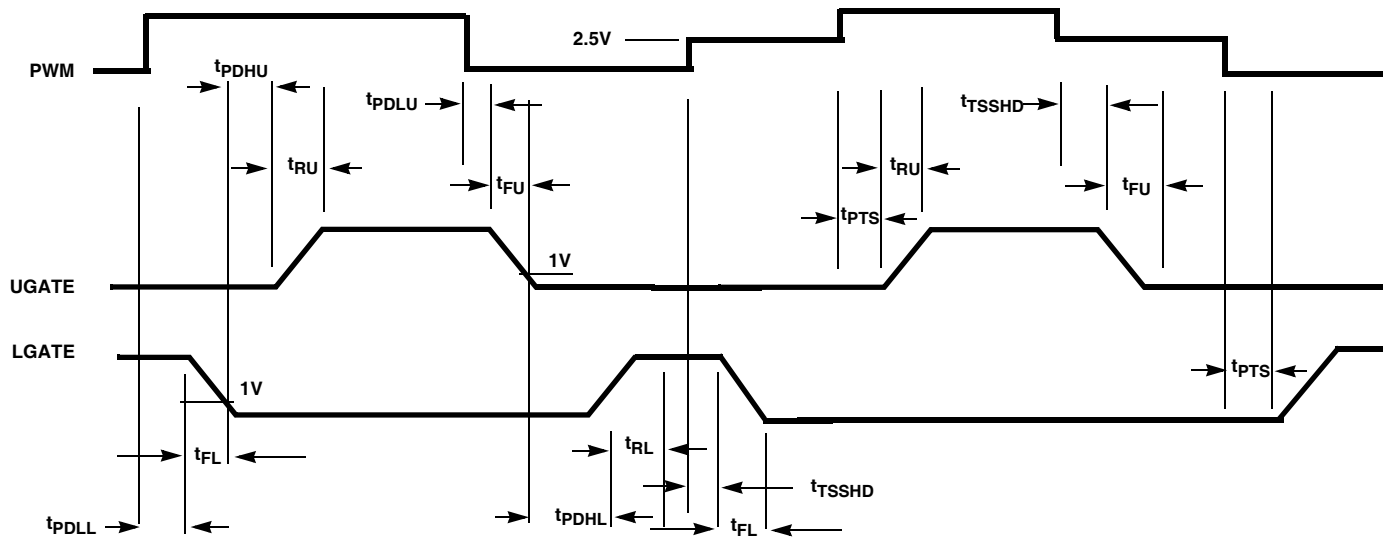 2.5V
PWM
tPDHU
tPDLU
tTSSHD
tRU
tFU
tRU
tFU
tPTS
1V
UGATE
LGATE
tPTS
1V
tFL
tRL
tTSSHD
tPDLL
tPDHL
tFL